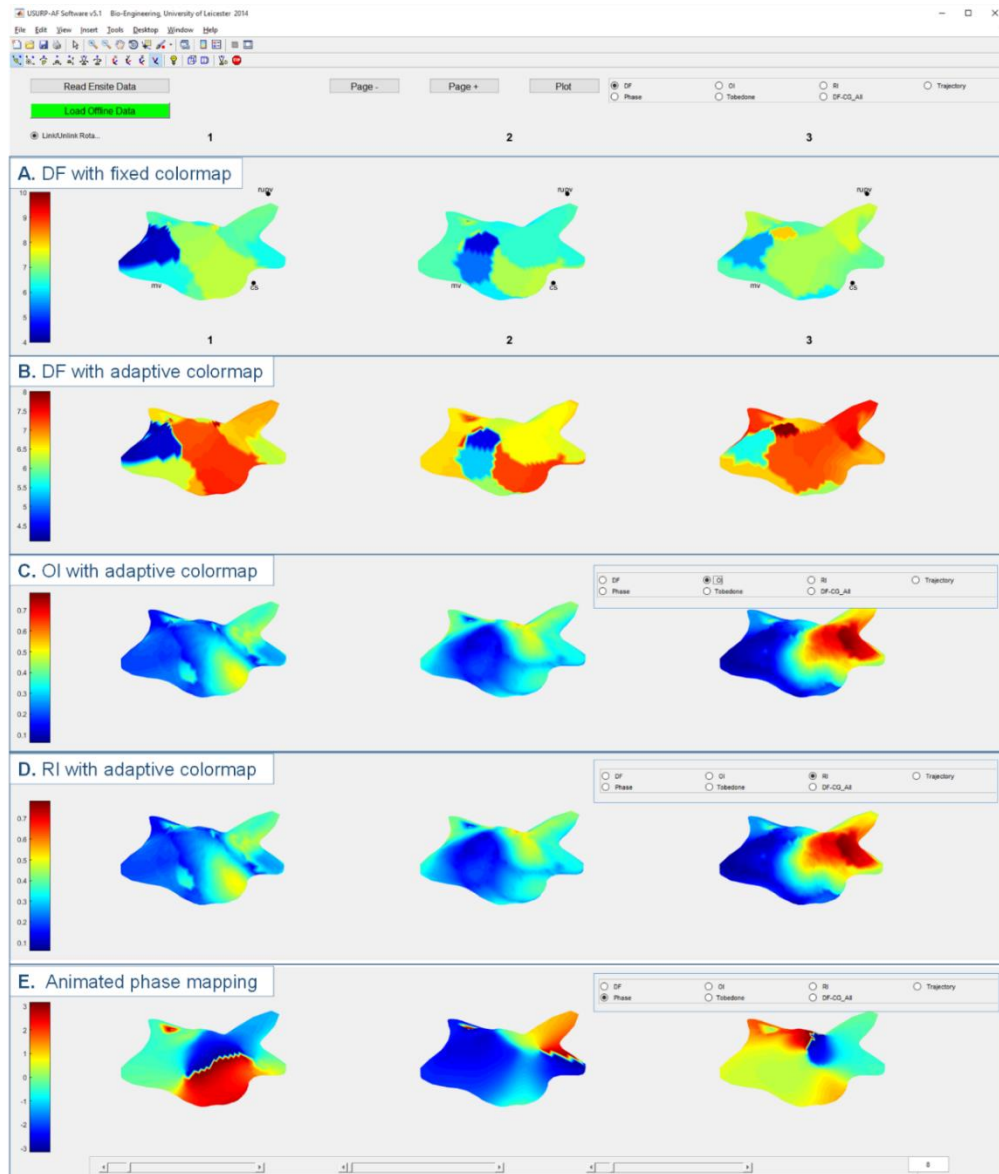 USURP-AF Software v5.1 Bio-Engineering, University of Leicester 2014
File Edit View Insert Tools Desktop Window Help
Read Ensite Data Page - Page + Plot DF OI RI Trajectory
Load Offline Data Phase Tobedone DF-CG_All
Link/Unlink Rota... 1 2 3
A. DF with fixed colormap
rupv rupv rupv
10
9
8
7
6
5
4
mv cs mv cs mv cs
1 2 3
B. DF with adaptive colormap
8
7.5
7
6.5
6
5.5
5
4.5
C. OI with adaptive colormap
DF OI RI Trajectory
Phase Tobedone DF-CG_All
0.7
0.6
0.5
0.4
0.3
0.2
0.1
D. RI with adaptive colormap
DF OI RI Trajectory
Phase Tobedone DF-CG_All
0.7
0.6
0.5
0.4
0.3
0.2
0.1
E. Animated phase mapping
DF OI RI Trajectory
Phase Tobedone DF-CG_All
3
2
1
0
-1
-2
-3
8